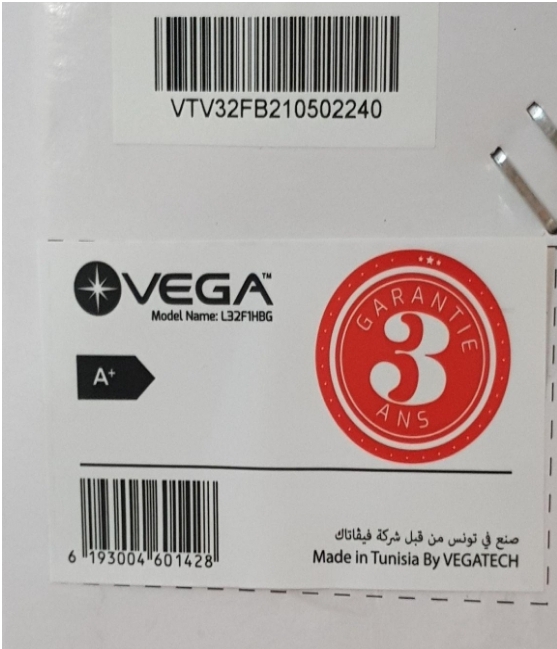 VTV32FB210502240
VEGA™
Model Name: L32F1HBG
GARANTIE
3
ANS
A+
6 193004 601428
صنع في تونس من قبل شركة فيڤاتاك
Made in Tunisia By VEGATECH